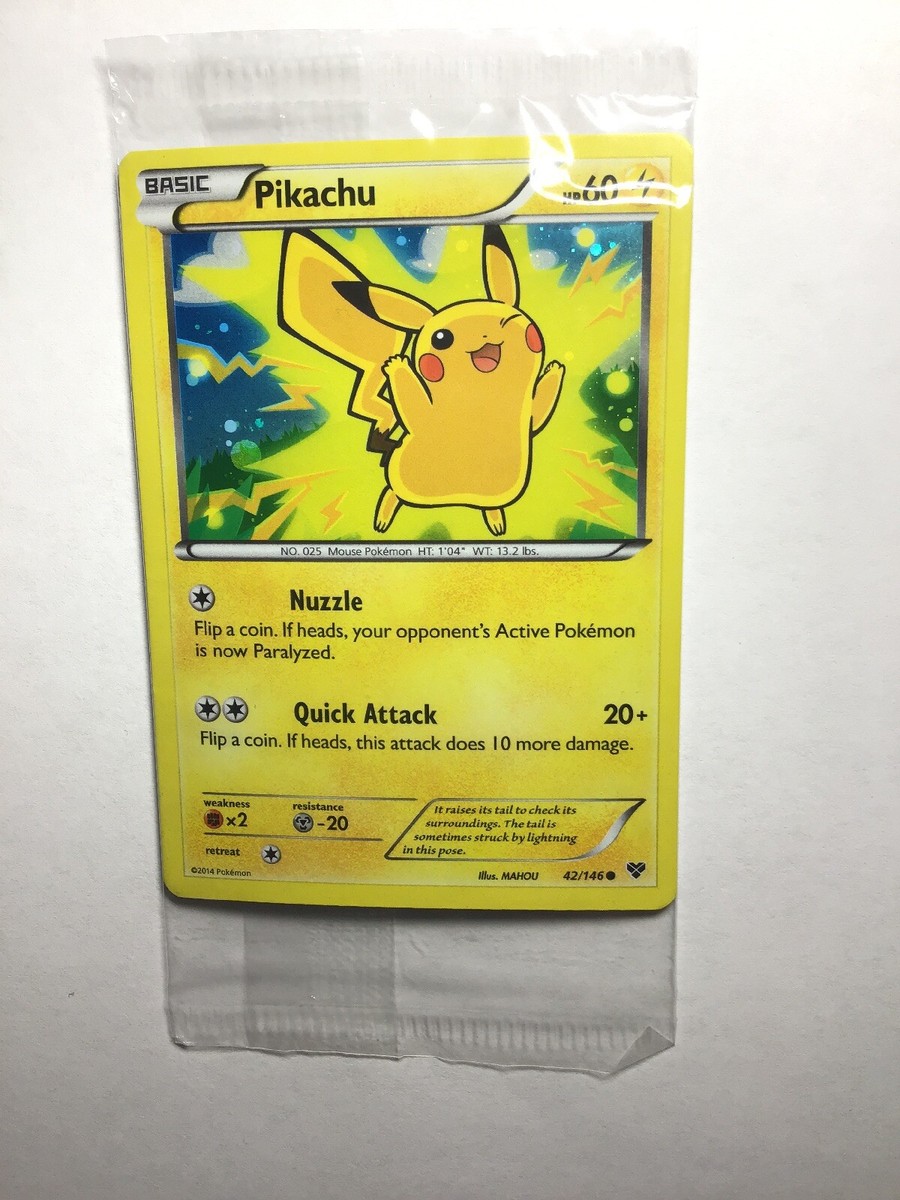 BASIC Pikachu HP60
NO. 025 Mouse Pokémon HT: 1'04" WT: 13.2 lbs.
Nuzzle
Flip a coin. If heads, your opponent's Active Pokémon
is now Paralyzed.
Quick Attack 20+
Flip a coin. If heads, this attack does 10 more damage.
weakness resistance
x2 -20
retreat
It raises its tail to check its
surroundings. The tail is
sometimes struck by lightning
in this pose.
©2014 Pokémon Illus. MAHOU 42/146